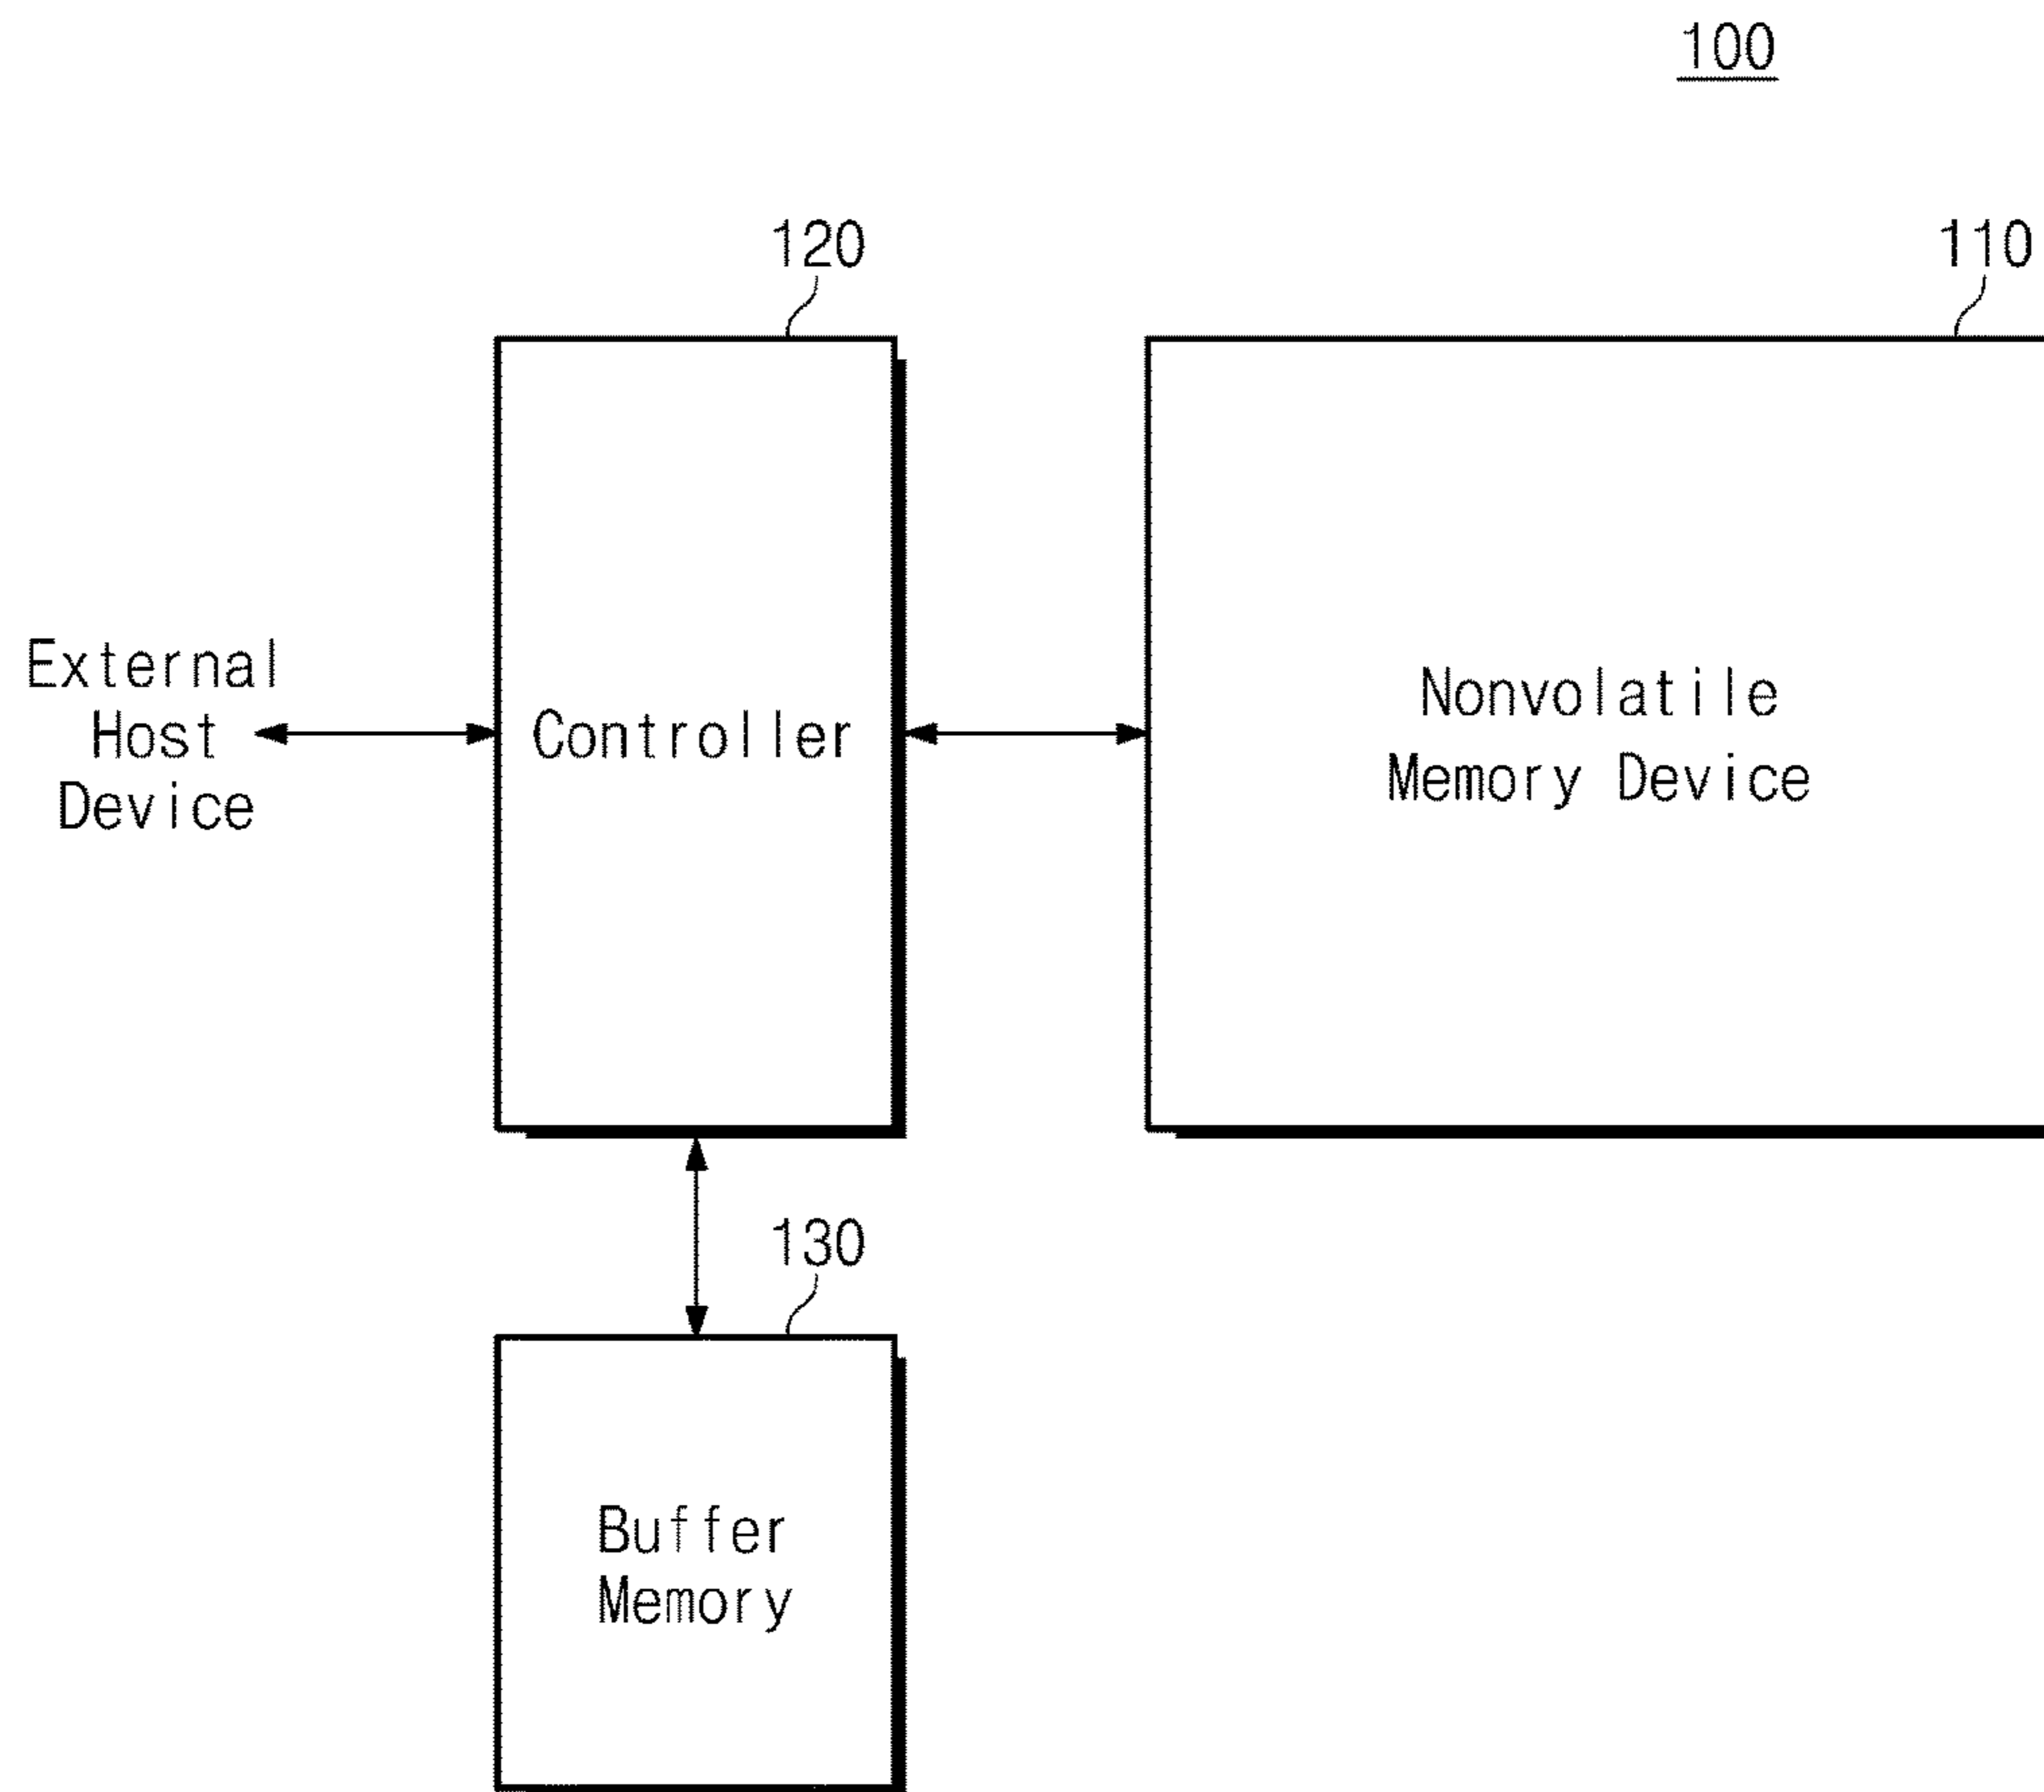 100
120
110
External
Host
Device
Controller
Nonvolatile
Memory Device
130
Buffer
Memory